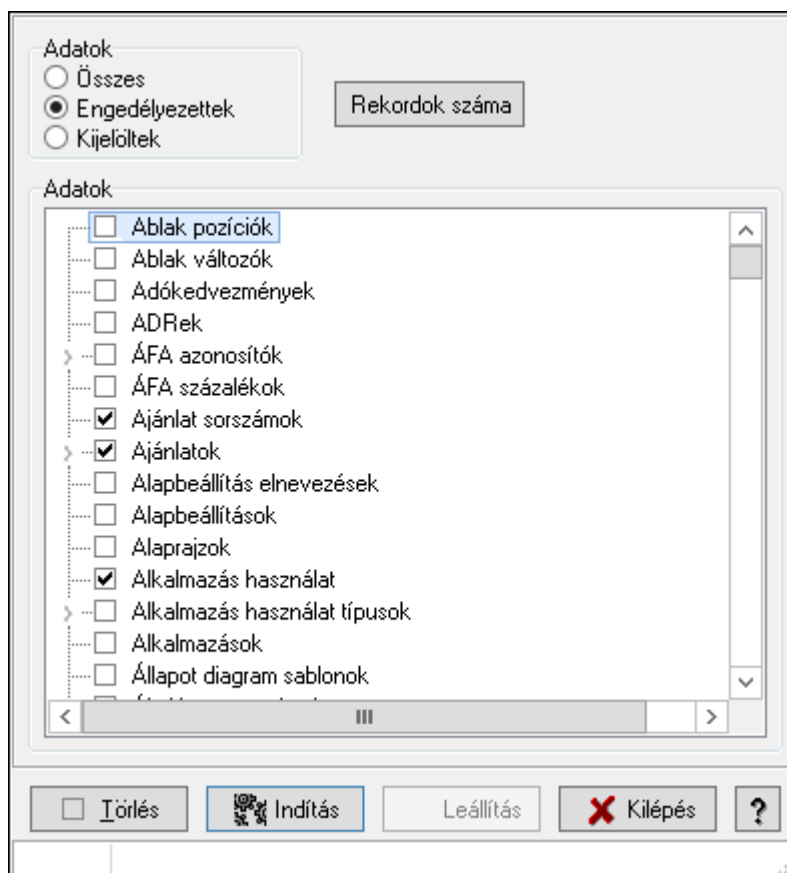 Adatok
Összes
Engedélyezettek
Kijelöltek
Rekordok száma
Adatok
Ablak pozíciók
Ablak változók
Adókedvezmények
ADRek
ÁFA azonosítók
ÁFA százalékok
Ajánlat sorszámok
Ajánlatok
Alapbeállítás elnevezések
Alapbeállítások
Alaprajzok
Alkalmazás használat
Alkalmazás használat típusok
Alkalmazások
Állapot diagram sablonok
Törlés
Indítás
Leállítás
Kilépés
?